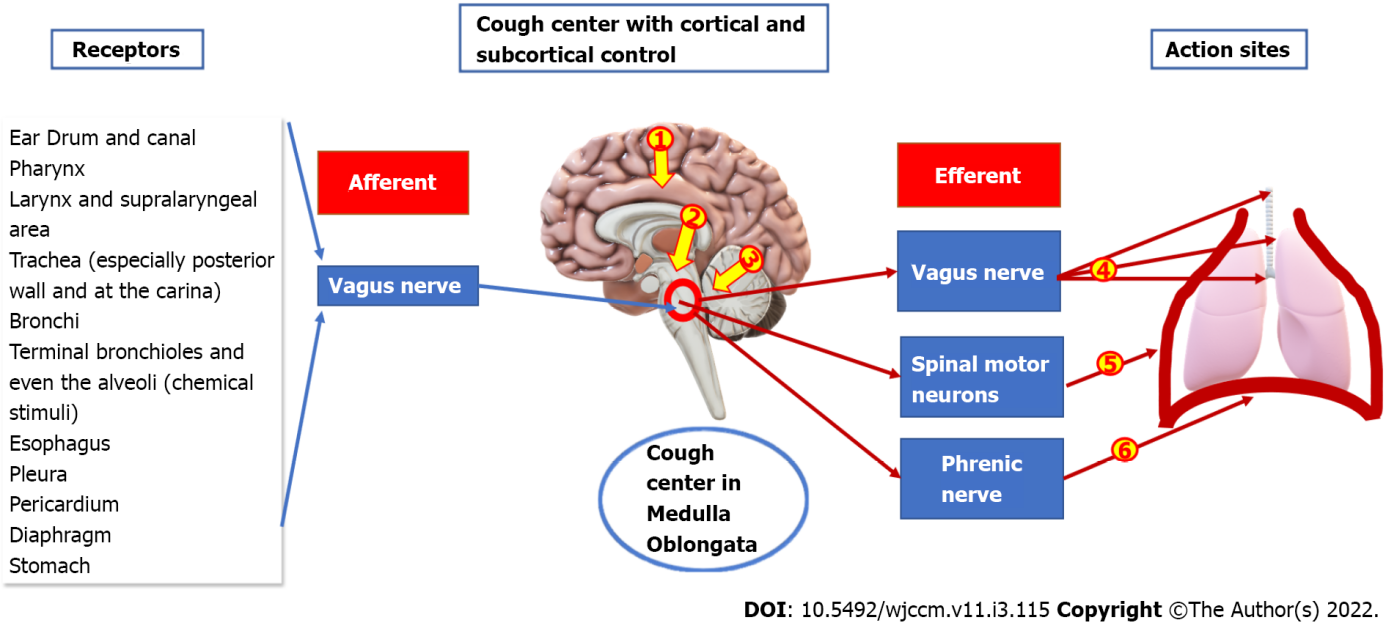 Receptors
Cough center with cortical and
subcortical control
Action sites
Ear Drum and canal
Pharynx
Larynx and supralaryngeal
area
Trachea (especially posterior
wall and at the carina)
Bronchi
Terminal bronchioles and
even the alveoli (chemical
stimuli)
Esophagus
Pleura
Pericardium
Diaphragm
Stomach
Afferent
Vagus nerve
1
2
3
Cough
center in
Medulla
Oblongata
Efferent
Vagus nerve
Spinal motor
neurons
Phrenic
nerve
4
5
6
DOI: 10.5492/wjccm.v11.i3.115 Copyright ©The Author(s) 2022.